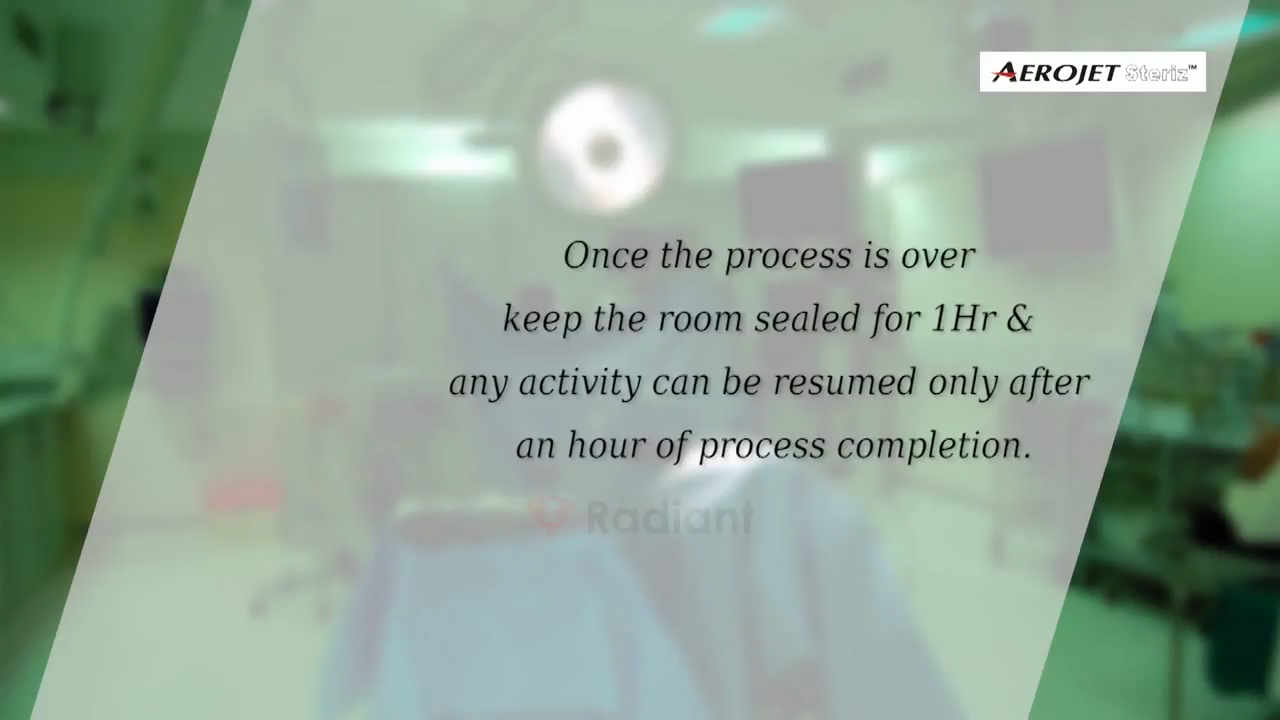 AEROJET Steriz™
Once the process is over
keep the room sealed for 1Hr &
any activity can be resumed only after
an hour of process completion.
Radiant